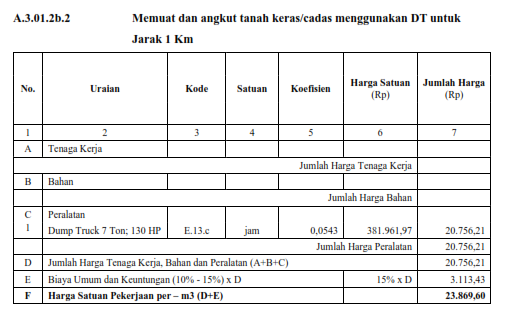 A.3.01.2b.2 Memuat dan angkut tanah keras/cadas menggunakan DT untuk
Jarak 1 Km
No. Uraian Kode Satuan Koefisien Harga Satuan (Rp) Jumlah Harga (Rp)
1 2 3 4 5 6 7
A Tenaga Kerja
Jumlah Harga Tenaga Kerja
B Bahan
Jumlah Harga Bahan
C Peralatan
1 Dump Truck 7 Ton; 130 HP E.13.c jam 0,0543 381.961,97 20.756,21
Jumlah Harga Peralatan 20.756,21
D Jumlah Harga Tenaga Kerja, Bahan dan Peralatan (A+B+C) 20.756,21
E Biaya Umum dan Keuntungan (10% - 15%) x D 15% x D 3.113,43
F Harga Satuan Pekerjaan per – m3 (D+E) 23.869,60